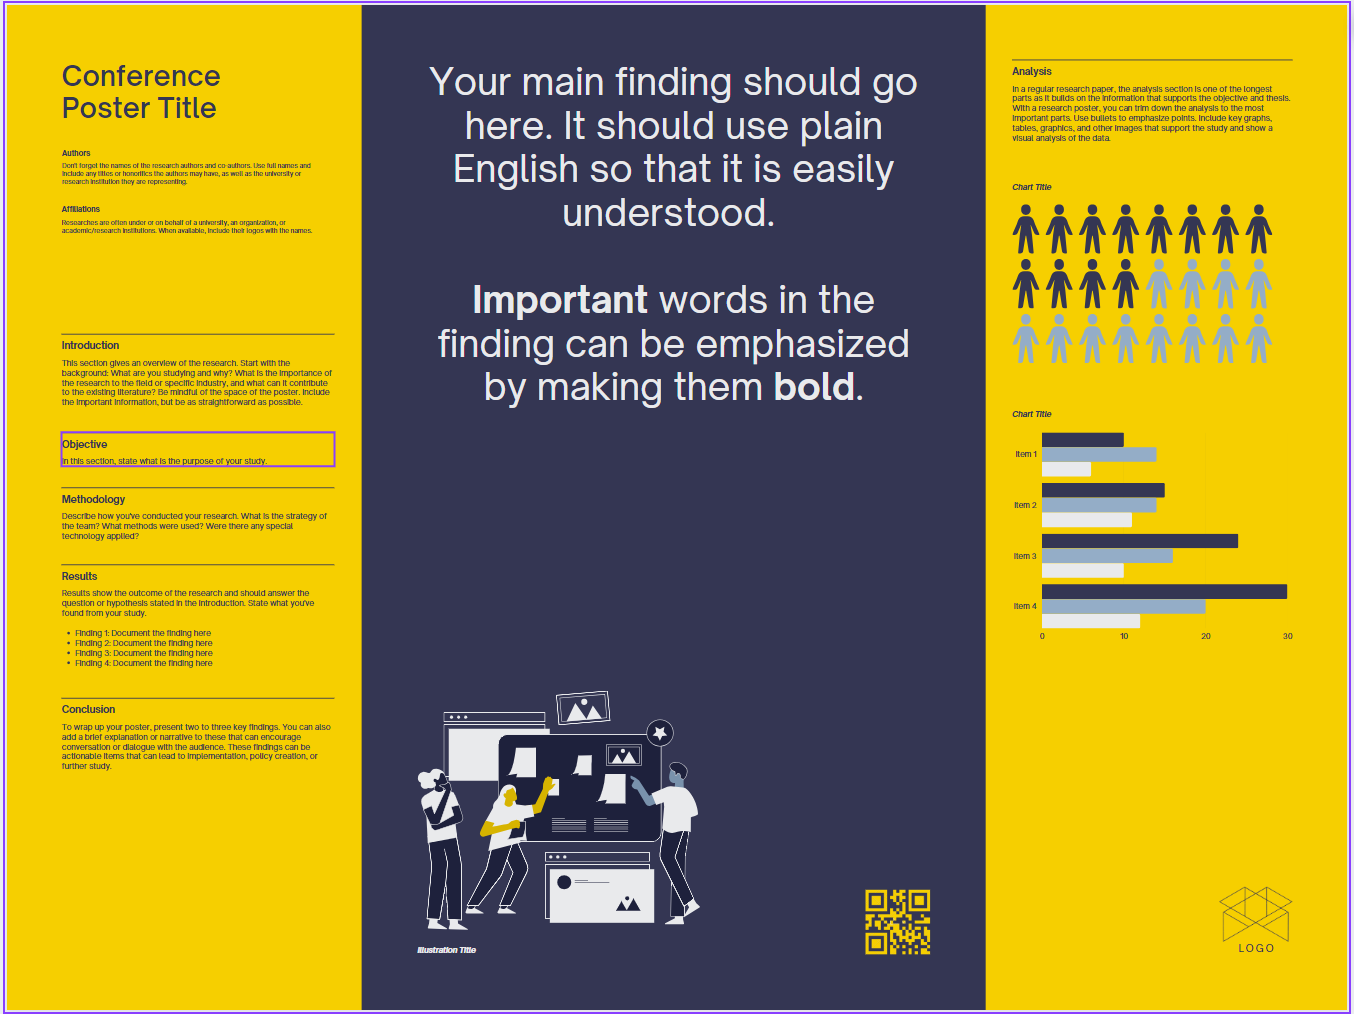 Conference
Poster Title
Authors
Don't forget the names of the research authors and co-authors. Use full names and
include any titles or honorifics the authors may have, as well as the university or
research institution they are representing.
Affiliations
Researches are often under or on behalf of a university, an organization, or
academic/research institutions. When available, include their logos with the names.
Introduction
This section gives an overview of the research. Start with the
background: What are you studying and why? What is the importance of
the research to the field or specific industry, and what can it contribute
to the existing literature? Be mindful of the space of the poster. Include
the important information, but be as straightforward as possible.
Objective
In this section, state what is the purpose of your study.
Methodology
Describe how you've conducted your research. What is the strategy of
the team? What methods were used? Were there any special
technology applied?
Results
Results show the outcome of the research and should answer the
question or hypothesis stated in the introduction. State what you've
found from your study.
• Finding 1: Document the finding here
• Finding 2: Document the finding here
• Finding 3: Document the finding here
• Finding 4: Document the finding here
Conclusion
To wrap up your poster, present two to three key findings. You can also
add a brief explanation or narrative to these that can encourage
conversation or dialogue with the audience. These findings can be
actionable items that can lead to implementation, policy creation, or
further study.
Your main finding should go
here. It should use plain
English so that it is easily
understood.
Important words in the
finding can be emphasized
by making them bold.
Illustration Title
Analysis
In a regular research paper, the analysis section is one of the longest
parts as it builds on the information that supports the objective and thesis.
With a research poster, you can trim down the analysis to the most
important parts. Use bullets to emphasize points. Include key graphs,
tables, graphics, and other images that support the study and show a
visual analysis of the data.
Chart Title
Chart Title
Item 1
Item 2
Item 3
Item 4
0 10 20 30
LOGO